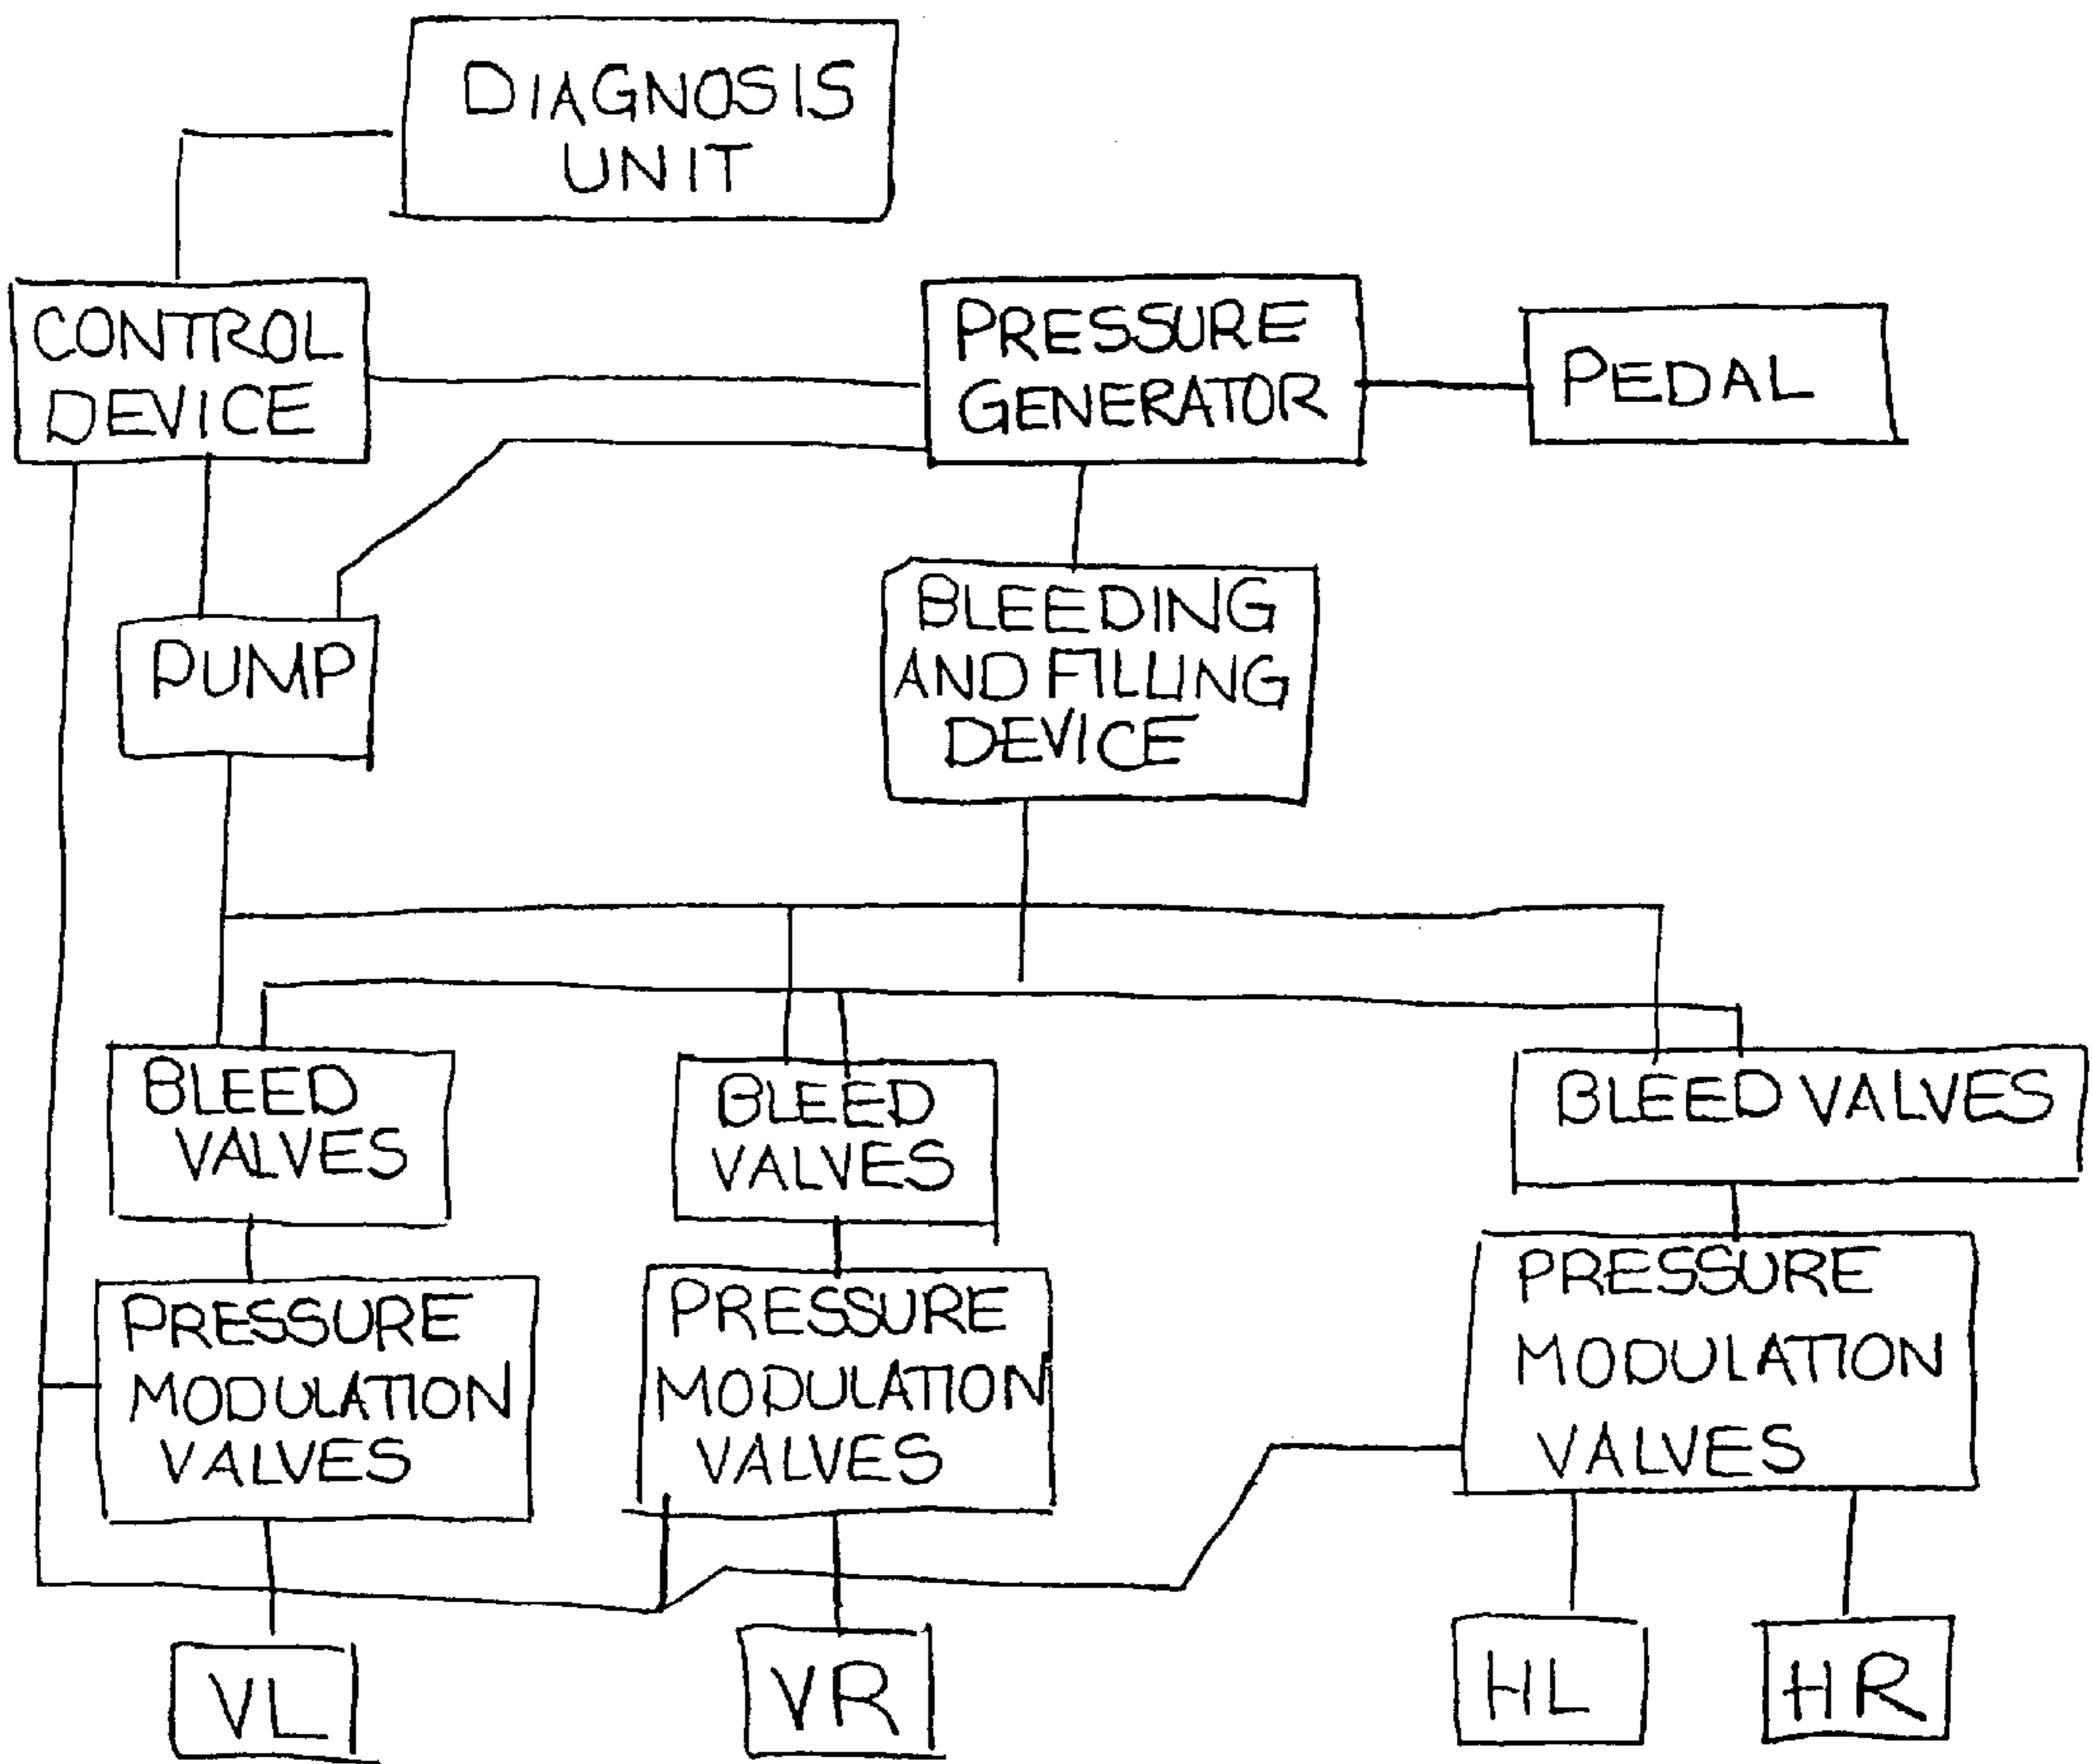 DIAGNOSIS
UNIT
CONTROL
DEVICE
PRESSURE
GENERATOR
PEDAL
PUMP
BLEEDING
AND FILLING
DEVICE
BLEED
VALVES
BLEED
VALVES
BLEED VALVES
PRESSURE
MODULATION
VALVES
PRESSURE
MODULATION
VALVES
PRESSURE
MODULATION
VALVES
VL
VR
HL
HR